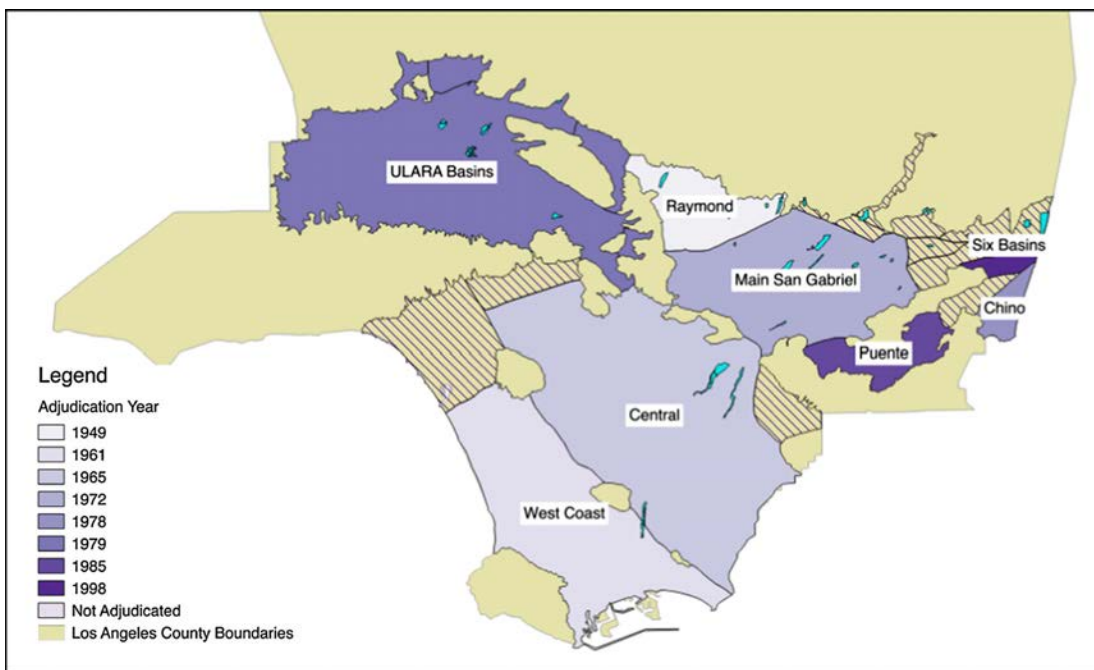 ULARA Basins
Raymond
Six Basins
Main San Gabriel
Chino
Puente
Central
West Coast
Legend
Adjudication Year
1949
1961
1965
1972
1978
1979
1985
1998
Not Adjudicated
Los Angeles County Boundaries